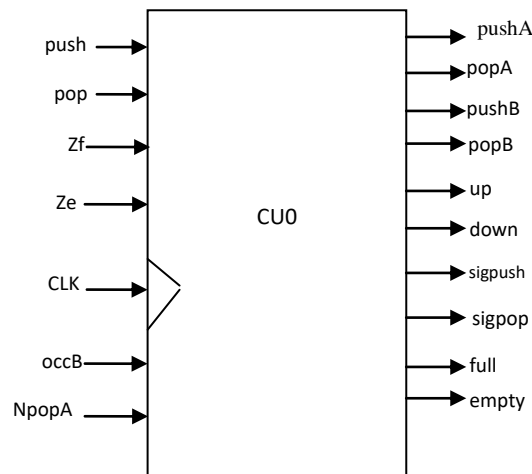 push
pop
Zf
Ze
CLK
occB
NpopA
CU0
pushA
popA
pushB
popB
up
down
sigpush
sigpop
full
empty